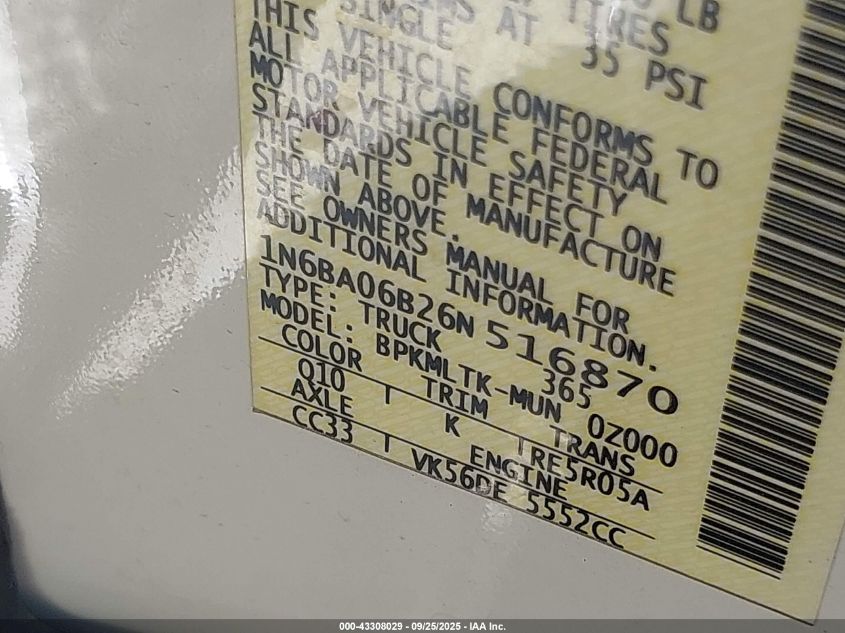 LB
TIRES
SINGLE AT 35 PSI
THIS VEHICLE CONFORMS TO
ALL APPLICABLE FEDERAL
MOTOR VEHICLE SAFETY
STANDARDS IN EFFECT ON
THE DATE OF MANUFACTURE
SHOWN ABOVE.
SEE OWNERS MANUAL FOR
ADDITIONAL INFORMATION.
1N6BA06B26N516870
TYPE: TRUCK 365
MODEL: BPKMLTK-MUN 0Z000
COLOR TRIM TRANS
Q10 K RE5R05A
AXLE ENGINE
CC33 VK56DE 5552CC
000-43308029 - 09/25/2025 - IAA Inc.